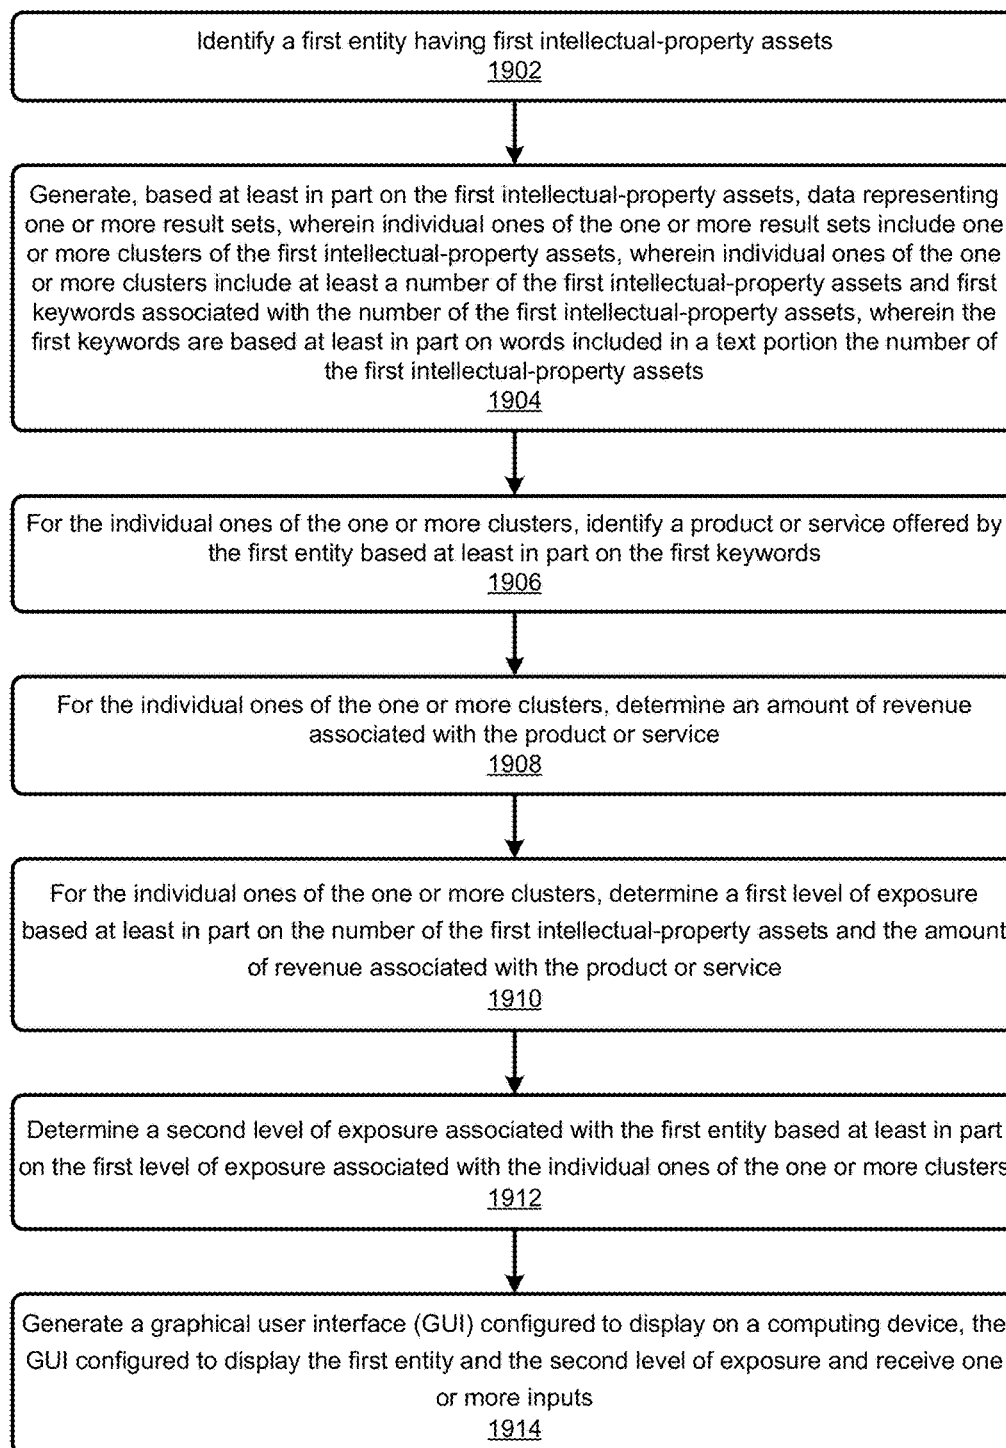 Identify a first entity having first intellectual-property assets
1902
Generate, based at least in part on the first intellectual-property assets, data representing
one or more result sets, wherein individual ones of the one or more result sets include one
or more clusters of the first intellectual-property assets, wherein individual ones of the one
or more clusters include at least a number of the first intellectual-property assets and first
keywords associated with the number of the first intellectual-property assets, wherein the
first keywords are based at least in part on words included in a text portion the number of
the first intellectual-property assets
1904
For the individual ones of the one or more clusters, identify a product or service offered by
the first entity based at least in part on the first keywords
1906
For the individual ones of the one or more clusters, determine an amount of revenue
associated with the product or service
1908
For the individual ones of the one or more clusters, determine a first level of exposure
based at least in part on the number of the first intellectual-property assets and the amount
of revenue associated with the product or service
1910
Determine a second level of exposure associated with the first entity based at least in part
on the first level of exposure associated with the individual ones of the one or more clusters
1912
Generate a graphical user interface (GUI) configured to display on a computing device, the
GUI configured to display the first entity and the second level of exposure and receive one
or more inputs
1914